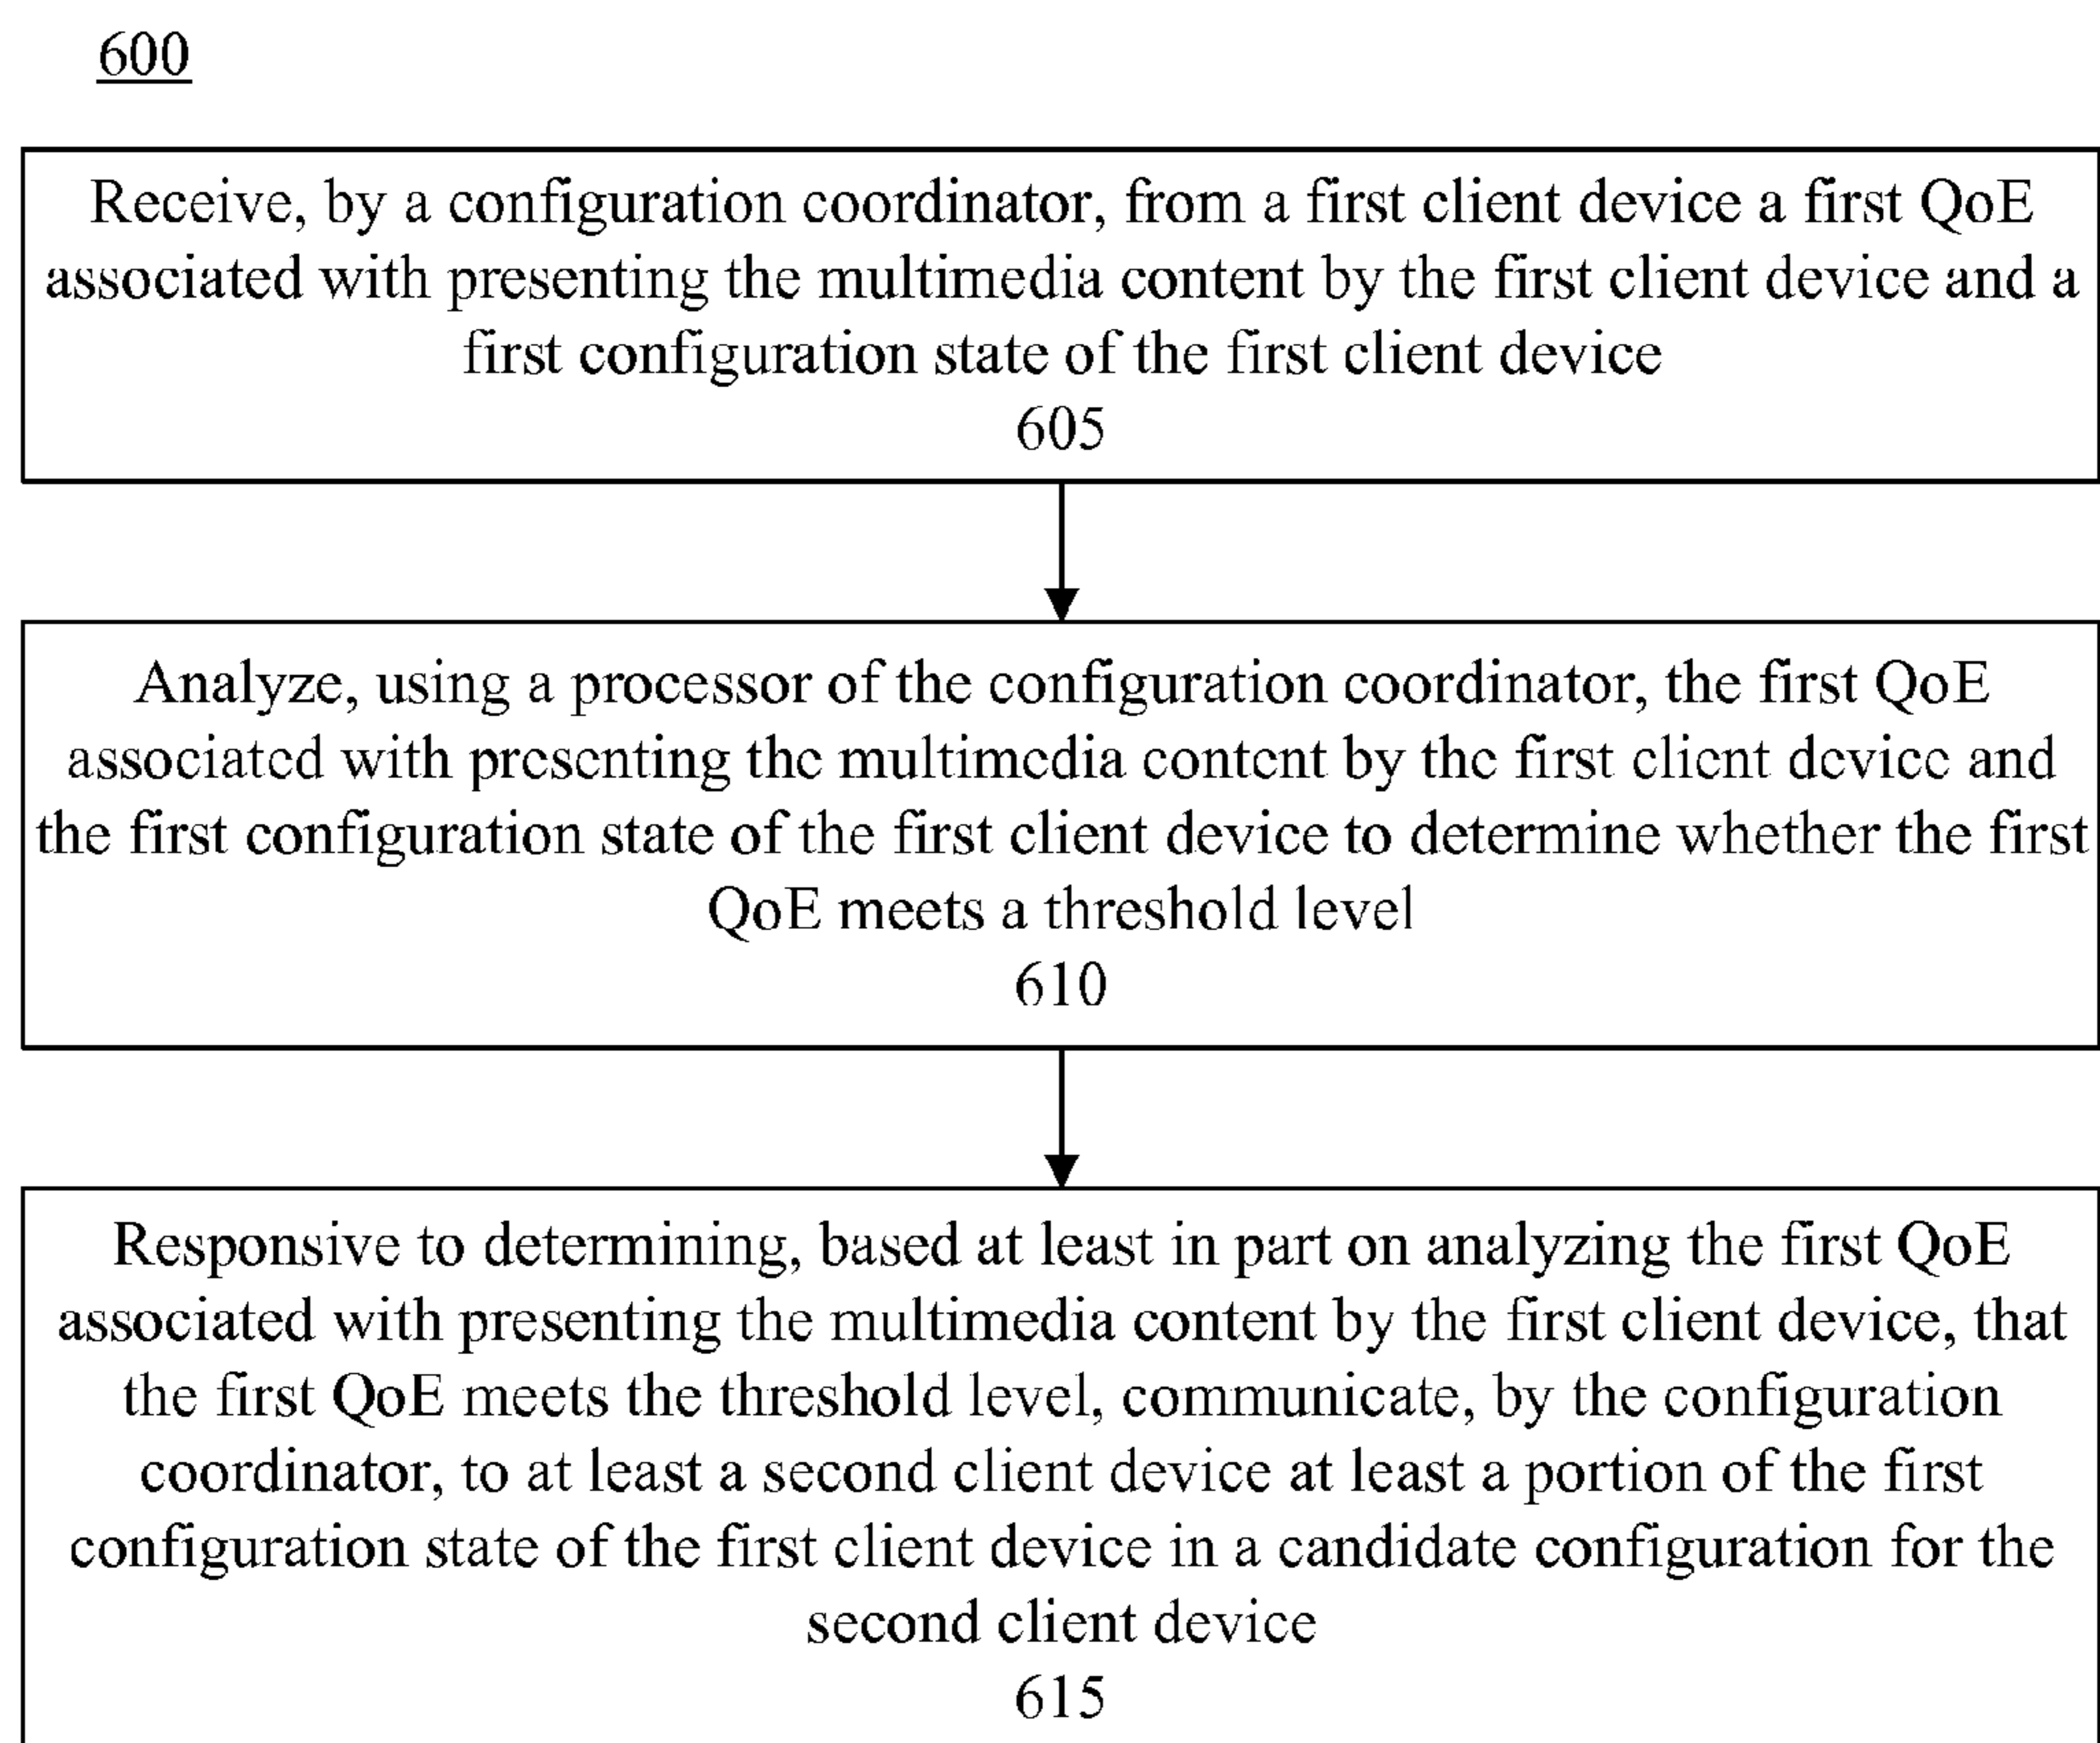 600
Receive, by a configuration coordinator, from a first client device a first QoE
associated with presenting the multimedia content by the first client device and a
first configuration state of the first client device
605
Analyze, using a processor of the configuration coordinator, the first QoE
associated with presenting the multimedia content by the first client device and
the first configuration state of the first client device to determine whether the first
QoE meets a threshold level
610
Responsive to determining, based at least in part on analyzing the first QoE
associated with presenting the multimedia content by the first client device, that
the first QoE meets the threshold level, communicate, by the configuration
coordinator, to at least a second client device at least a portion of the first
configuration state of the first client device in a candidate configuration for the
second client device
615